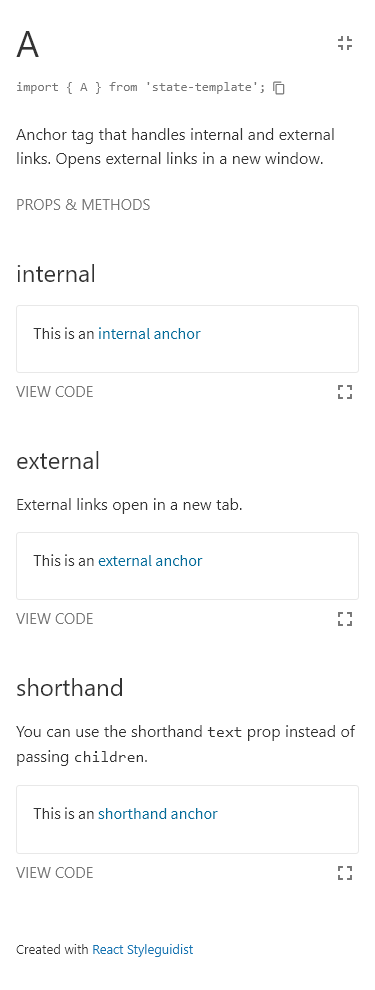 A
import { A } from 'state-template';
Anchor tag that handles internal and external
links. Opens external links in a new window.
PROPS & METHODS
internal
This is an internal anchor
VIEW CODE
external
External links open in a new tab.
This is an external anchor
VIEW CODE
shorthand
You can use the shorthand text prop instead of
passing children.
This is an shorthand anchor
VIEW CODE
Created with React Styleguidist